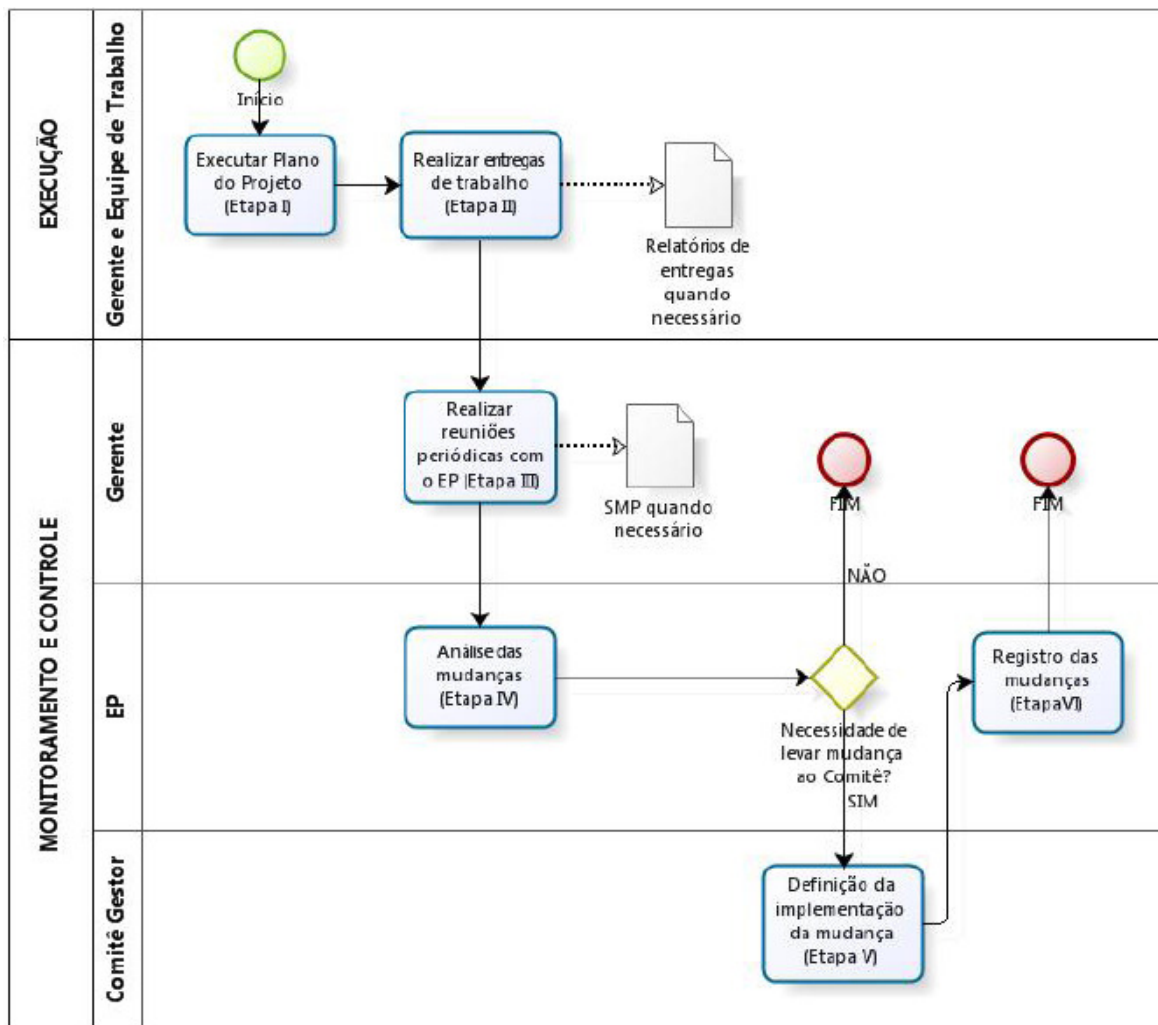 EXECUÇÃO
Gerente e Equipe de Trabalho
Início
Executar Plano
do Projeto
(Etapa I)
Realizar entregas
de trabalho
(Etapa II)
Relatórios de
entregas
quando
necessário
MONITORAMENTO E CONTROLE
Gerente
Realizar
reuniões
periódicas com
o EP (Etapa III)
SMP quando
necessário
FIM
FIM
NÃO
EP
Análise das
mudanças
(Etapa IV)
Necessidade de
levar mudança
ao Comitê?
SIM
Registro das
mudanças
(EtapaVI)
Comitê Gestor
Definição da
implementação
da mudança
(Etapa V)